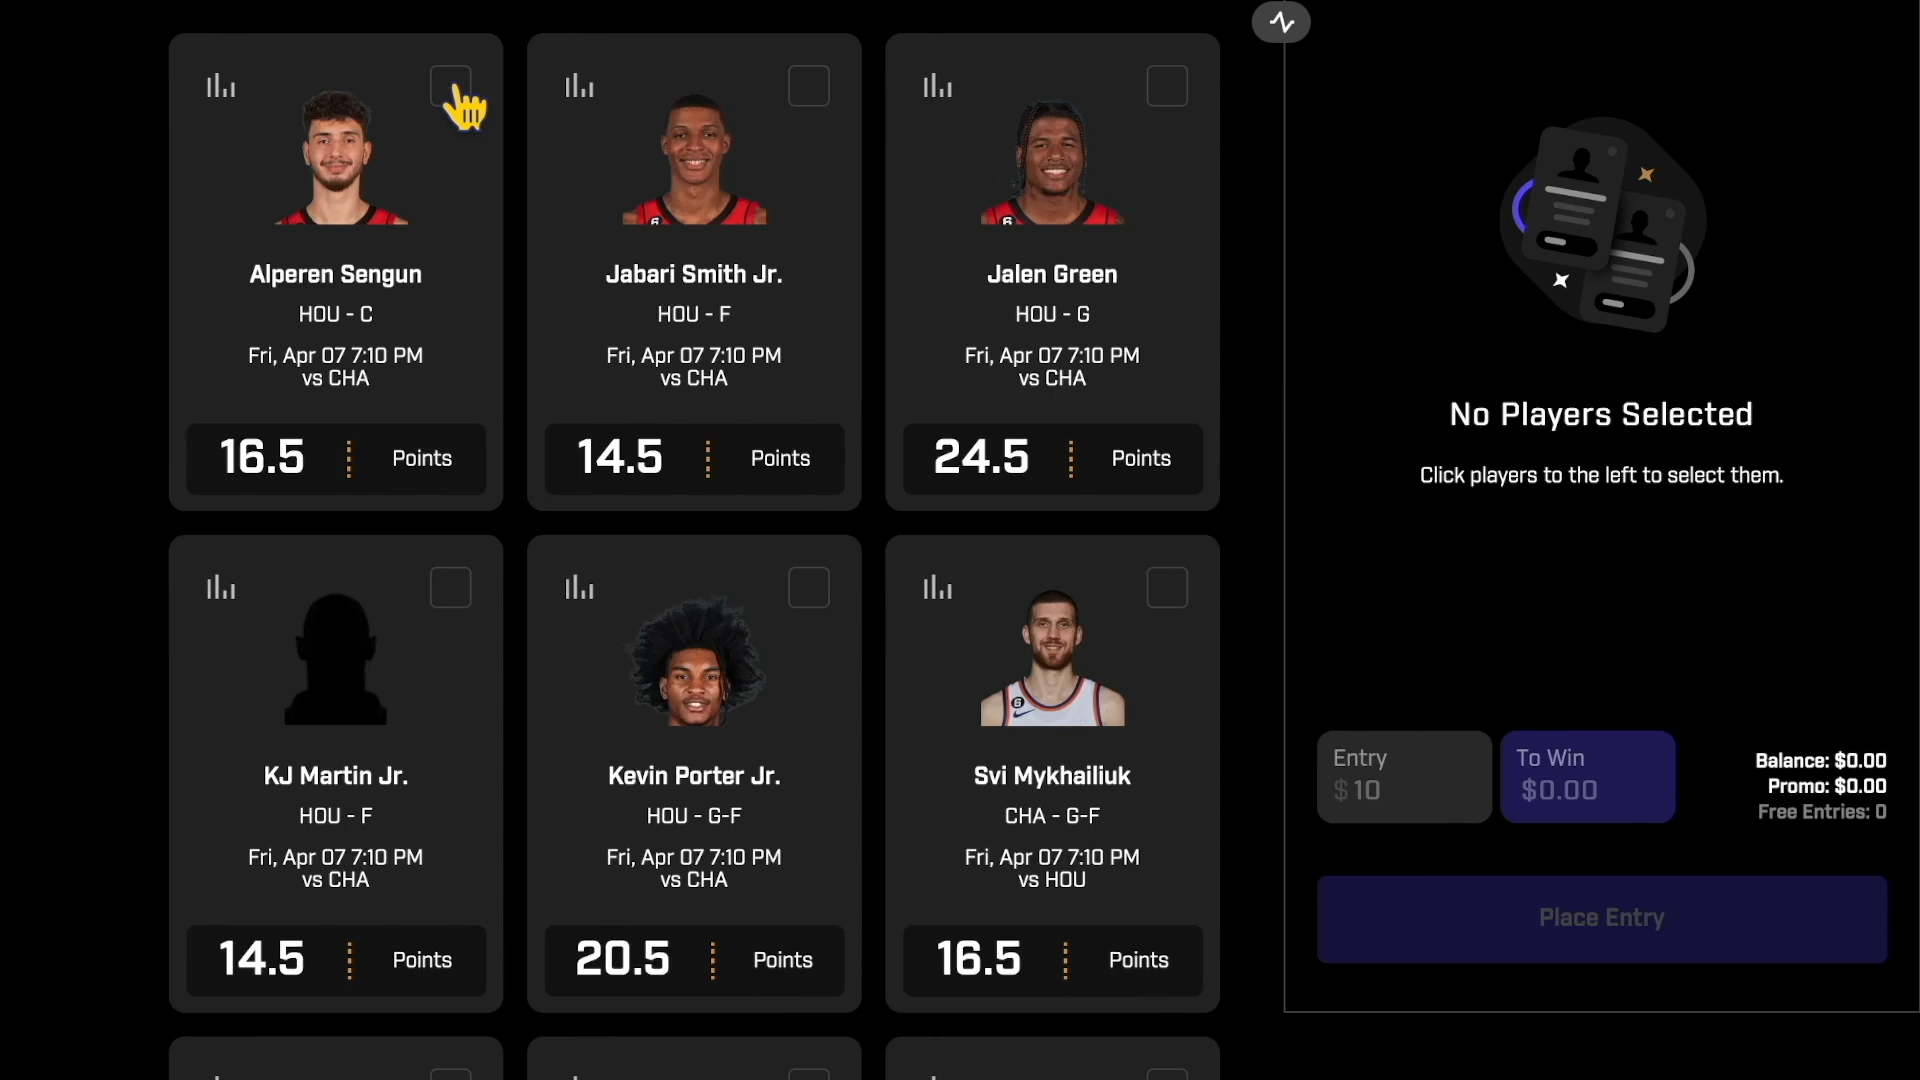 Alperen Sengun
HOU - C
Fri, Apr 07 7:10 PM
vs CHA
16.5
Points
Jabari Smith Jr.
HOU - F
Fri, Apr 07 7:10 PM
vs CHA
14.5
Points
Jalen Green
HOU - G
Fri, Apr 07 7:10 PM
vs CHA
24.5
Points
KJ Martin Jr.
HOU - F
Fri, Apr 07 7:10 PM
vs CHA
14.5
Points
Kevin Porter Jr.
HOU - G-F
Fri, Apr 07 7:10 PM
vs CHA
20.5
Points
Svi Mykhailiuk
CHA - G-F
Fri, Apr 07 7:10 PM
vs HOU
16.5
Points
No Players Selected
Click players to the left to select them.
Entry
$ 10
To Win
$0.00
Balance: $0.00
Promo: $0.00
Free Entries: 0
Place Entry